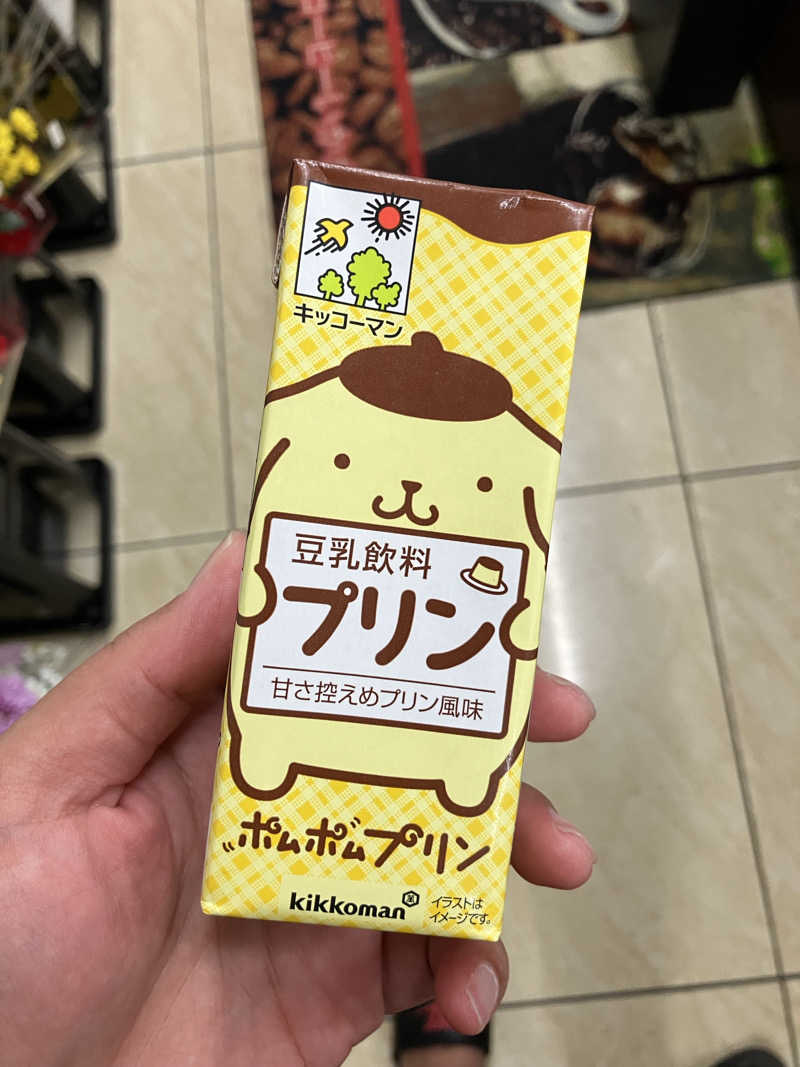 キッコーマン
豆乳飲料
プリン
甘さ控えめプリン風味
ポムポムプリン
kikkoman
イラストは
イメージです。